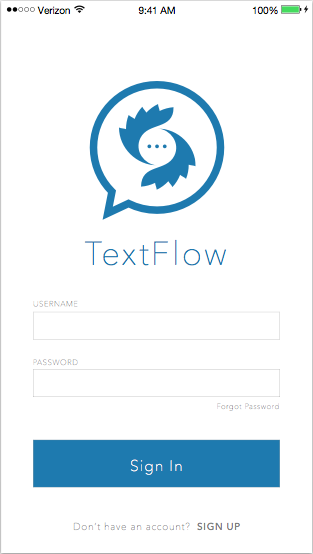 Verizon 9:41 AM 100%
TextFlow
USERNAME
PASSWORD
Forgot Password
Sign In
Don't have an account? SIGN UP